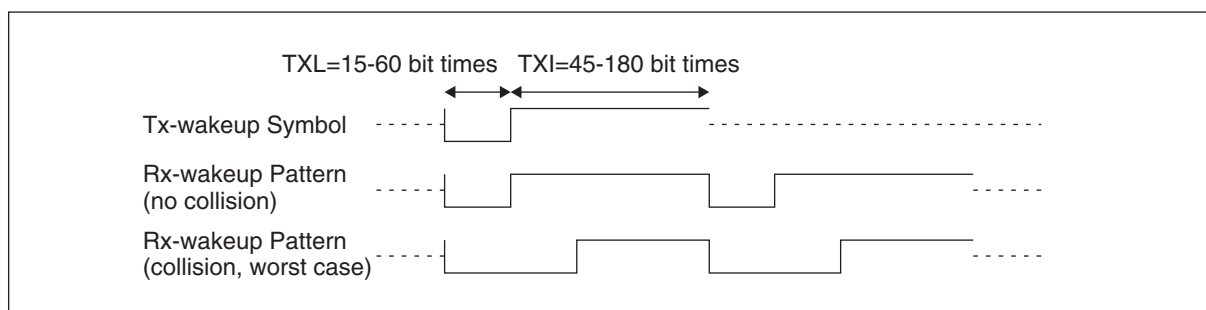 TXL=15-60 bit times TXI=45-180 bit times
Tx-wakeup Symbol
Rx-wakeup Pattern
(no collision)
Rx-wakeup Pattern
(collision, worst case)